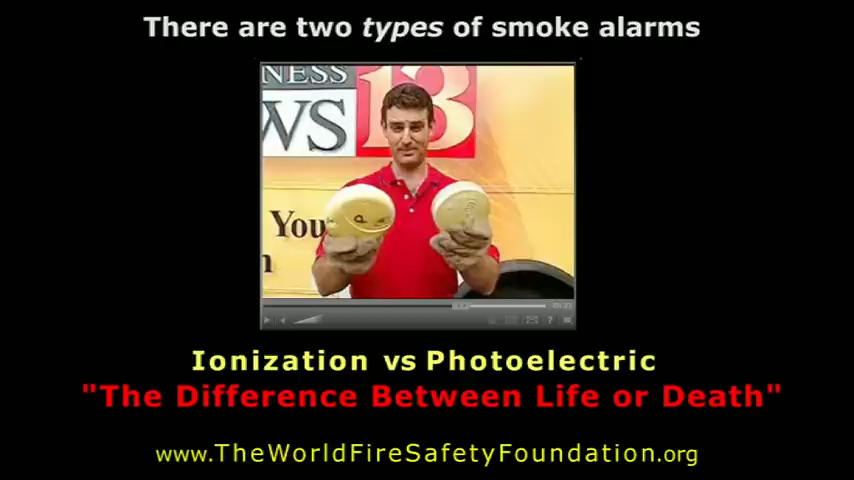 There are two types of smoke alarms
NESS
WS 13
You
n
Ionization vs Photoelectric
"The Difference Between Life or Death"
www.TheWorldFireSafetyFoundation.org